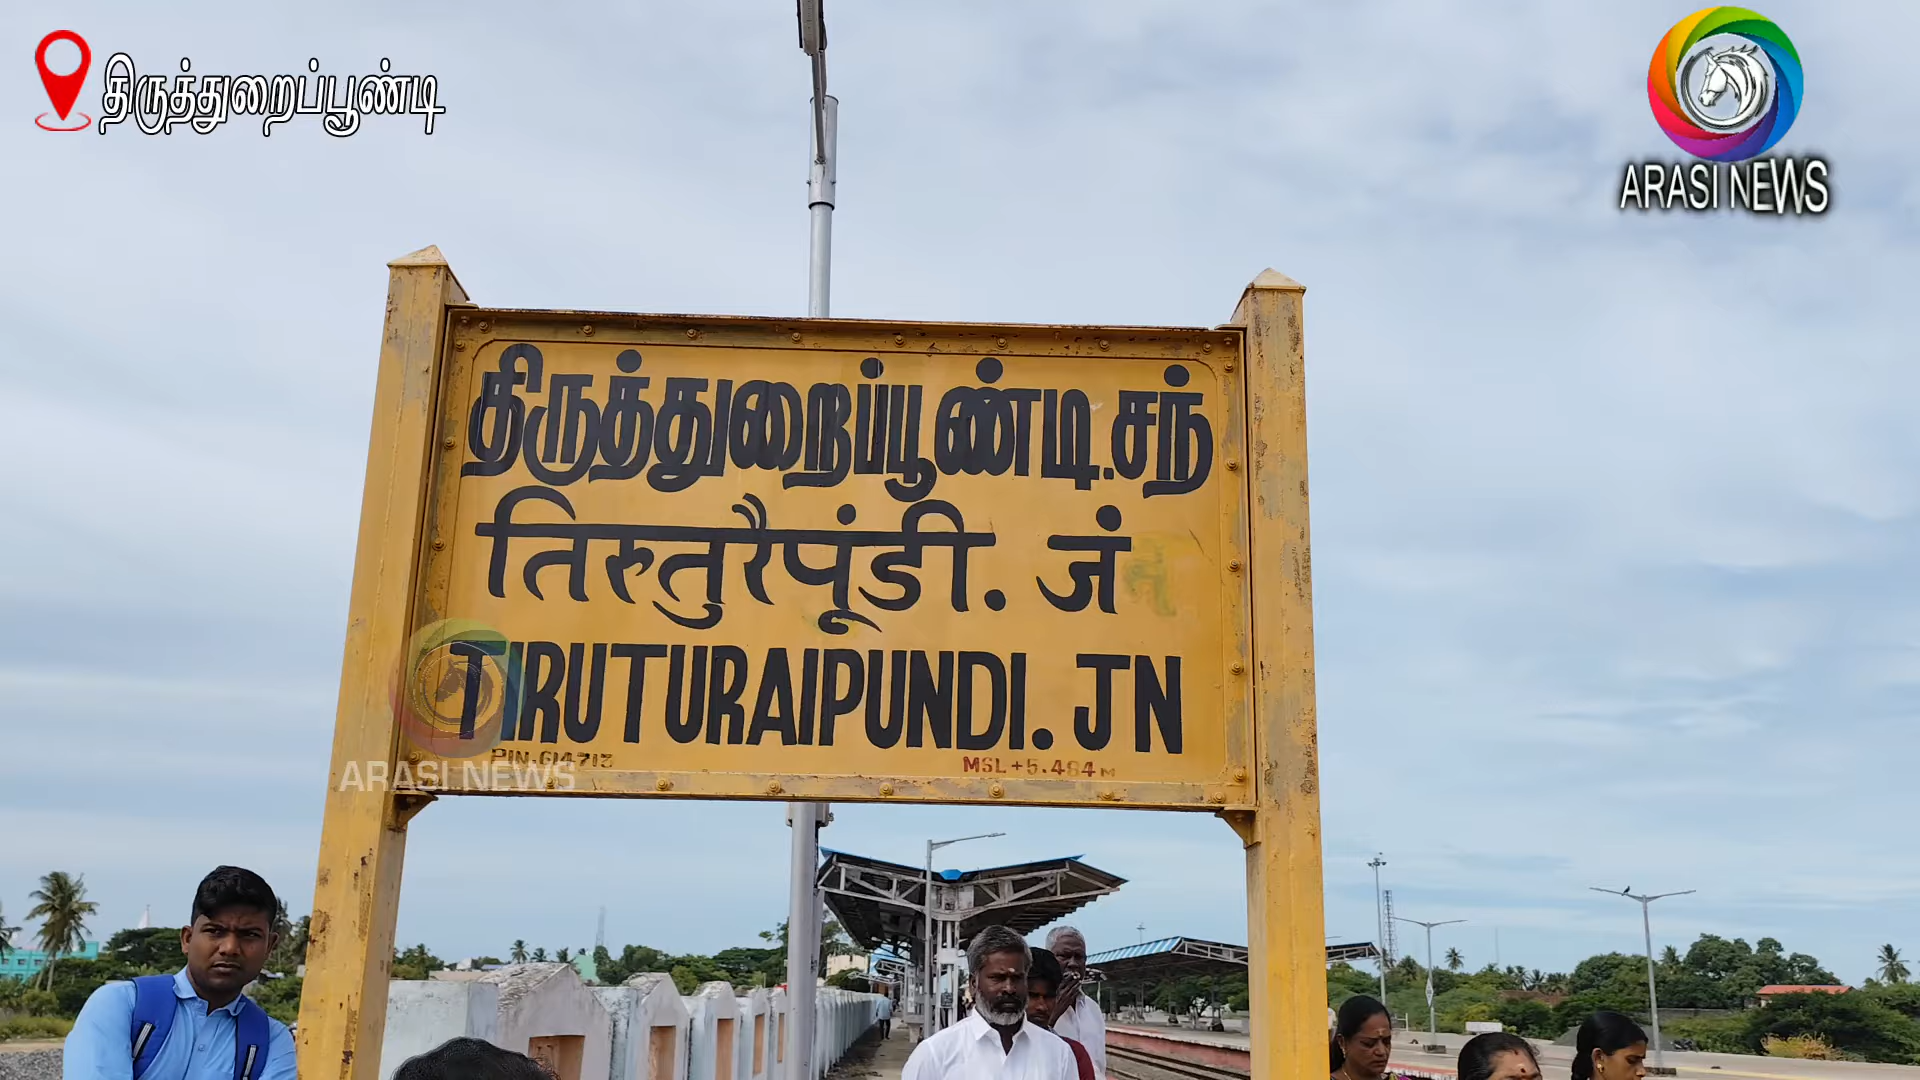 திருத்துறைப்பூண்டி
ARASI NEWS
திருத்துறைப்பூண்டி.சந்
तिरुतुरैपूंडी. जं
TIRUTURAIPUNDI. JN
PIN.614713 MSL+5.484M
ARASI NEWS